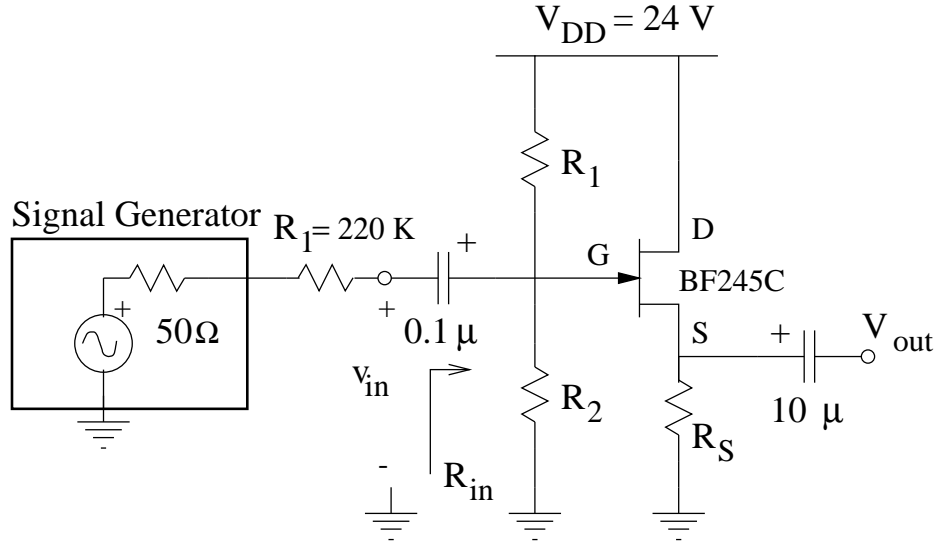 V_DD = 24 V
R_1
Signal Generator
R_1 = 220 K
+
D
G
BF245C
+
50Ω
+
0.1 μ
S
+
V_out
v_in
R_2
10 μ
R_S
-
R_in